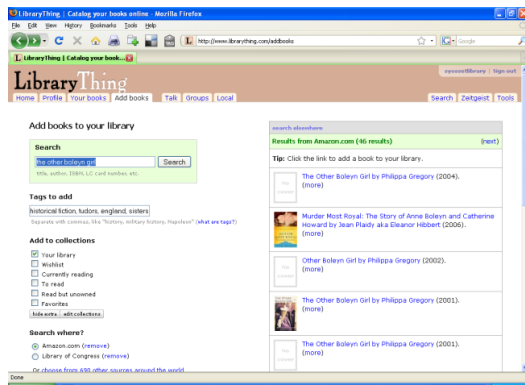 LibraryThing | Catalog your books online - Mozilla Firefox
File Edit View History Bookmarks Tools Help
http://www.librarything.com/addbooks
Google
LibraryThing | Catalog your book...
Sign out
LibraryThing
Home Profile Your books Add books Talk Groups Local
Search Zeitgeist Tools
Add books to your library
Search
the other boleyn girl
Search
title, author, ISBN, LC card number, etc.
Tags to add
historical fiction, tudors, england, sisters
Separate with commas, like "history, military history, Napoleon" (what are tags?)
Add to collections
Your library
Wishlist
Currently reading
To read
Read but unowned
Favorites
hide extra edit collections
Search where?
Amazon.com (remove)
Library of Congress (remove)
Or choose from 690 other sources around the world
search elsewhere
Results from Amazon.com (46 results) (next)
Tip: Click the link to add a book to your library.
The Other Boleyn Girl by Philippa Gregory (2004).
(more)
Murder Most Royal: The Story of Anne Boleyn and Catherine
Howard by Jean Plaidy aka Eleanor Hibbert (2006).
(more)
Other Boleyn Girl by Philippa Gregory (2002).
(more)
The Other Boleyn Girl by Philippa Gregory (2001).
(more)
The Other Boleyn Girl by Philippa Gregory (2001).
(more)
Done